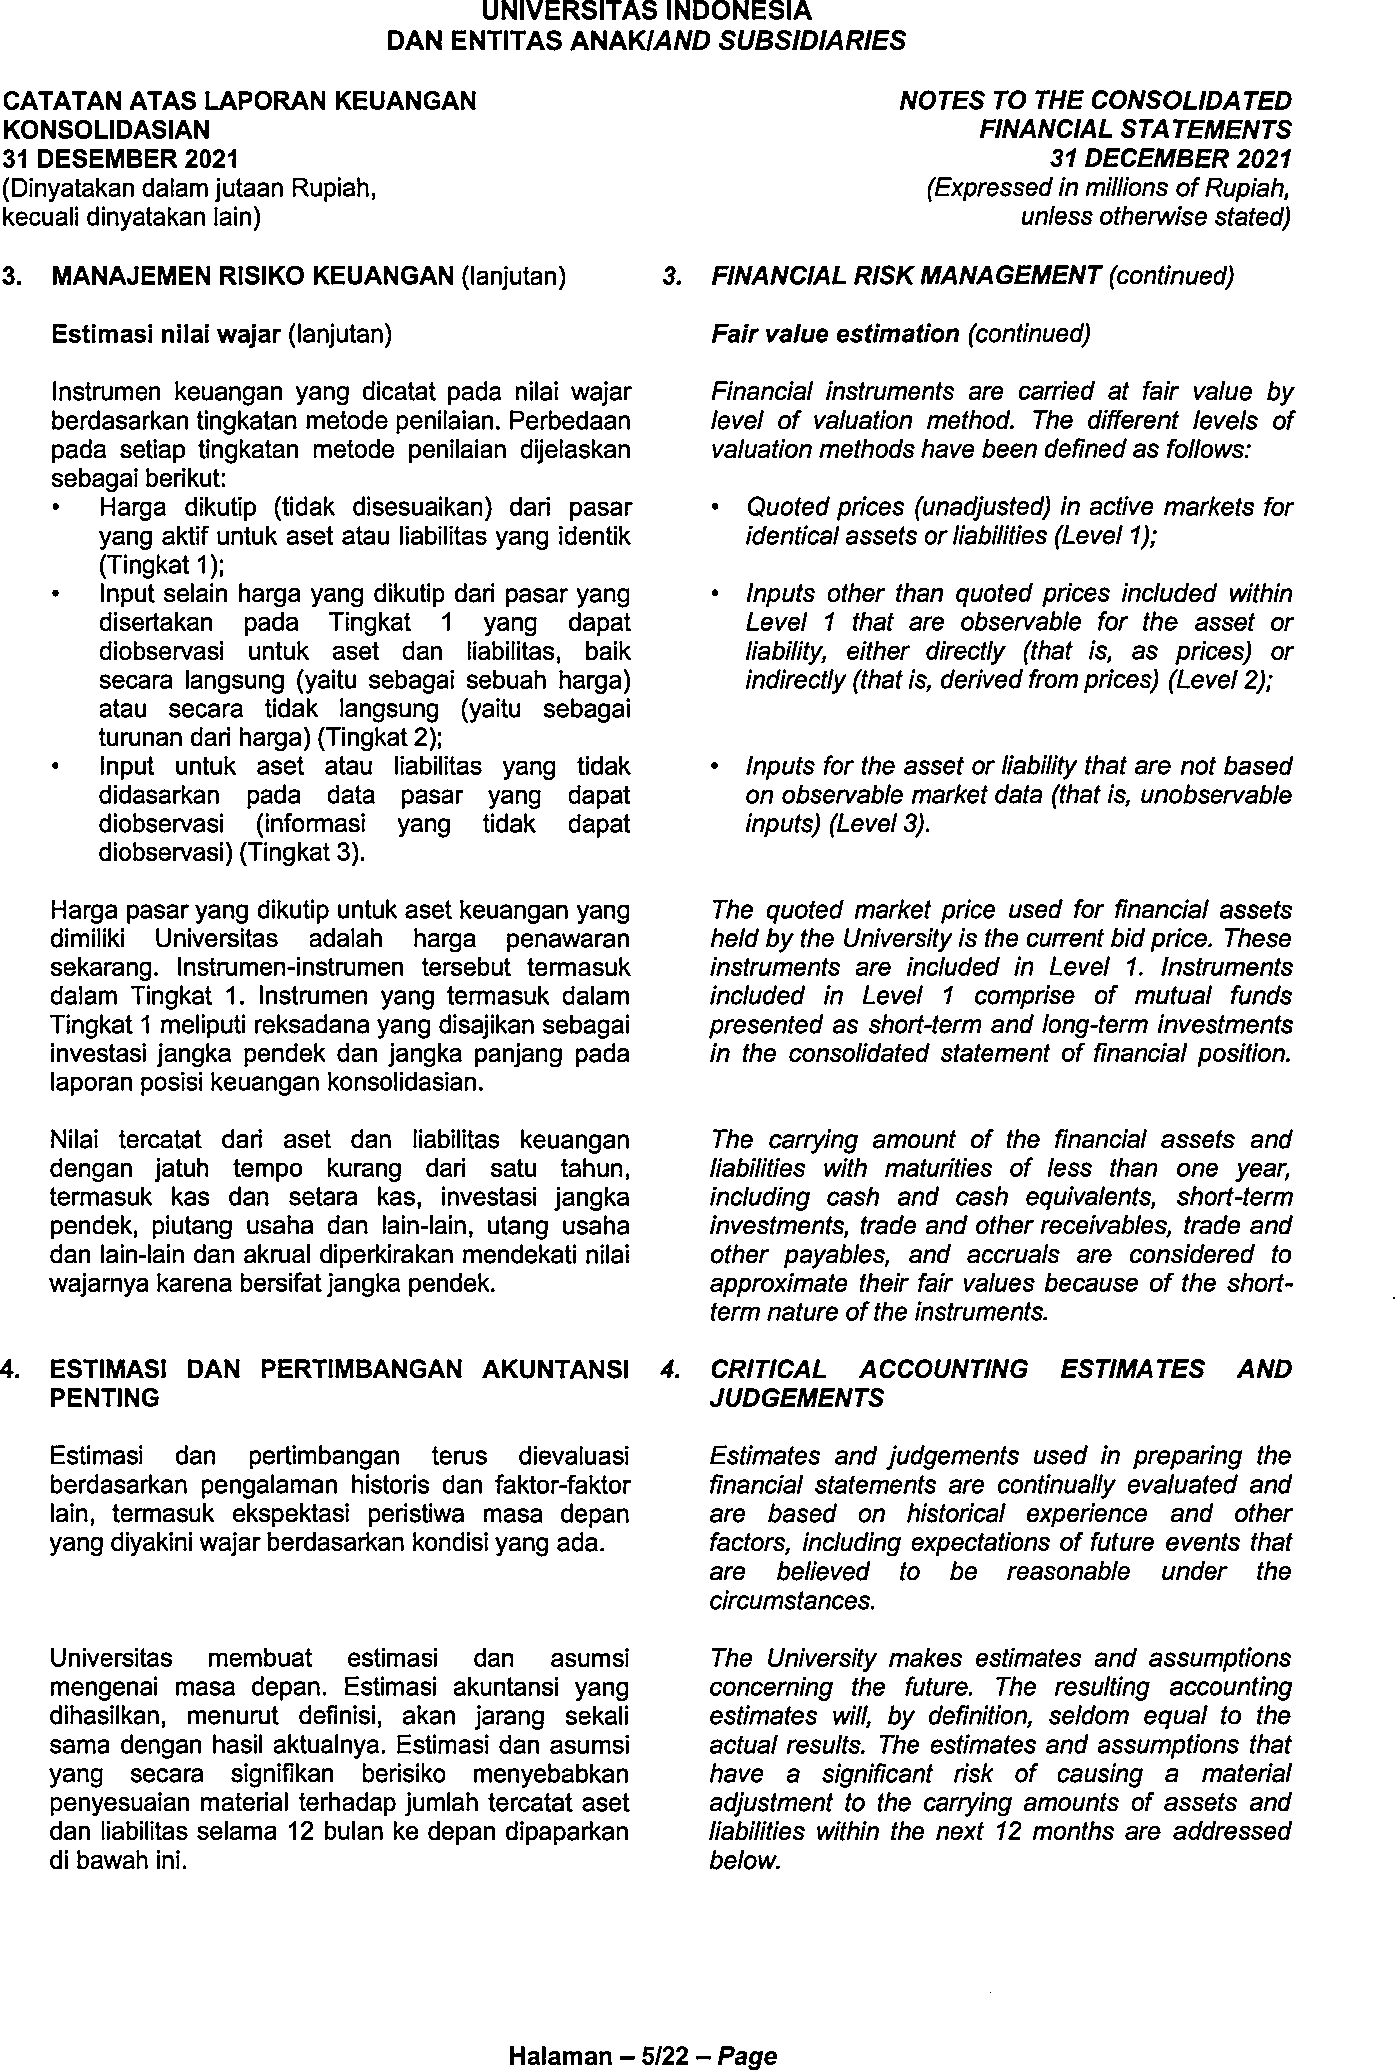 UNIVERSITAS INDONESIA
DAN ENTITAS ANAK/AND SUBSIDIARIES
CATATAN ATAS LAPORAN KEUANGAN
KONSOLIDASIAN
31 DESEMBER 2021
(Dinyatakan dalam jutaan Rupiah,
kecuali dinyatakan lain)
NOTES TO THE CONSOLIDATED
FINANCIAL STATEMENTS
31 DECEMBER 2021
(Expressed in millions of Rupiah,
unless otherwise stated)
3. MANAJEMEN RISIKO KEUANGAN (lanjutan)
Estimasi nilai wajar (lanjutan)
Instrumen keuangan yang dicatat pada nilai wajar
berdasarkan tingkatan metode penilaian. Perbedaan
pada setiap tingkatan metode penilaian dijelaskan
sebagai berikut:
• Harga dikutip (tidak disesuaikan) dari pasar
yang aktif untuk aset atau liabilitas yang identik
(Tingkat 1);
• Input selain harga yang dikutip dari pasar yang
disertakan pada Tingkat 1 yang dapat
diobservasi untuk aset dan liabilitas, baik
secara langsung (yaitu sebagai sebuah harga)
atau secara tidak langsung (yaitu sebagai
turunan dari harga) (Tingkat 2);
• Input untuk aset atau liabilitas yang tidak
didasarkan pada data pasar yang dapat
diobservasi (informasi yang tidak dapat
diobservasi) (Tingkat 3).
Harga pasar yang dikutip untuk aset keuangan yang
dimiliki Universitas adalah harga penawaran
sekarang. Instrumen-instrumen tersebut termasuk
dalam Tingkat 1. Instrumen yang termasuk dalam
Tingkat 1 meliputi reksadana yang disajikan sebagai
investasi jangka pendek dan jangka panjang pada
laporan posisi keuangan konsolidasian.
Nilai tercatat dari aset dan liabilitas keuangan
dengan jatuh tempo kurang dari satu tahun,
termasuk kas dan setara kas, investasi jangka
pendek, piutang usaha dan lain-lain, utang usaha
dan lain-lain dan akrual diperkirakan mendekati nilai
wajarnya karena bersifat jangka pendek.
3. FINANCIAL RISK MANAGEMENT (continued)
Fair value estimation (continued)
Financial instruments are carried at fair value by
level of valuation method. The different levels of
valuation methods have been defined as follows:
• Quoted prices (unadjusted) in active markets for
identical assets or liabilities (Level 1);
• Inputs other than quoted prices included within
Level 1 that are observable for the asset or
liability, either directly (that is, as prices) or
indirectly (that is, derived from prices) (Level 2);
• Inputs for the asset or liability that are not based
on observable market data (that is, unobservable
inputs) (Level 3).
The quoted market price used for financial assets
held by the University is the current bid price. These
instruments are included in Level 1. Instruments
included in Level 1 comprise of mutual funds
presented as short-term and long-term investments
in the consolidated statement of financial position.
The carrying amount of the financial assets and
liabilities with maturities of less than one year,
including cash and cash equivalents, short-term
investments, trade and other receivables, trade and
other payables, and accruals are considered to
approximate their fair values because of the short-
term nature of the instruments.
4. ESTIMASI DAN PERTIMBANGAN AKUNTANSI
PENTING
Estimasi dan pertimbangan terus dievaluasi
berdasarkan pengalaman historis dan faktor-faktor
lain, termasuk ekspektasi peristiwa masa depan
yang diyakini wajar berdasarkan kondisi yang ada.
Universitas membuat estimasi dan asumsi
mengenai masa depan. Estimasi akuntansi yang
dihasilkan, menurut definisi, akan jarang sekali
sama dengan hasil aktualnya. Estimasi dan asumsi
yang secara signifikan berisiko menyebabkan
penyesuaian material terhadap jumlah tercatat aset
dan liabilitas selama 12 bulan ke depan dipaparkan
di bawah ini.
4. CRITICAL ACCOUNTING ESTIMATES AND
JUDGEMENTS
Estimates and judgements used in preparing the
financial statements are continually evaluated and
are based on historical experience and other
factors, including expectations of future events that
are believed to be reasonable under the
circumstances.
The University makes estimates and assumptions
concerning the future. The resulting accounting
estimates will, by definition, seldom equal to the
actual results. The estimates and assumptions that
have a significant risk of causing a material
adjustment to the carrying amounts of assets and
liabilities within the next 12 months are addressed
below.
Halaman – 5/22 – Page